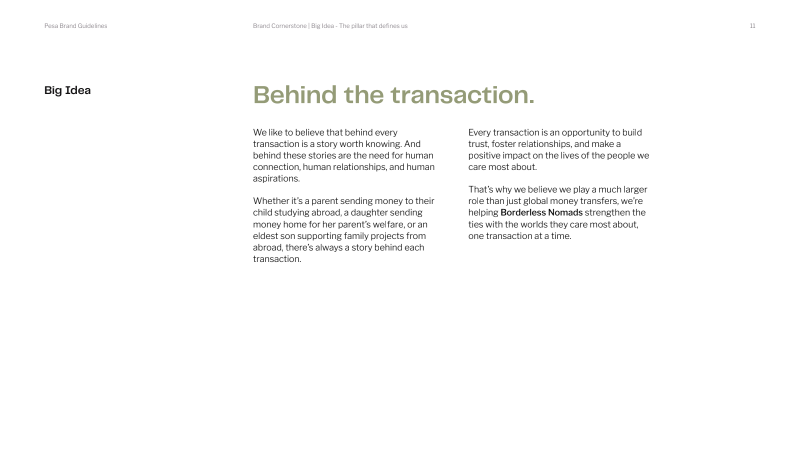 Pesa Brand Guidelines
Brand Cornerstone | Big Idea - The pillar that defines us
11
Big Idea
Behind the transaction.
We like to believe that behind every
transaction is a story worth knowing. And
behind these stories are the need for human
connection, human relationships, and human
aspirations.
Whether it's a parent sending money to their
child studying abroad, a daughter sending
money home for her parent's welfare, or an
eldest son supporting family projects from
abroad, there's always a story behind each
transaction.
Every transaction is an opportunity to build
trust, foster relationships, and make a
positive impact on the lives of the people we
care most about.
That's why we believe we play a much larger
role than just global money transfers, we're
helping Borderless Nomads strengthen the
ties with the worlds they care most about,
one transaction at a time.